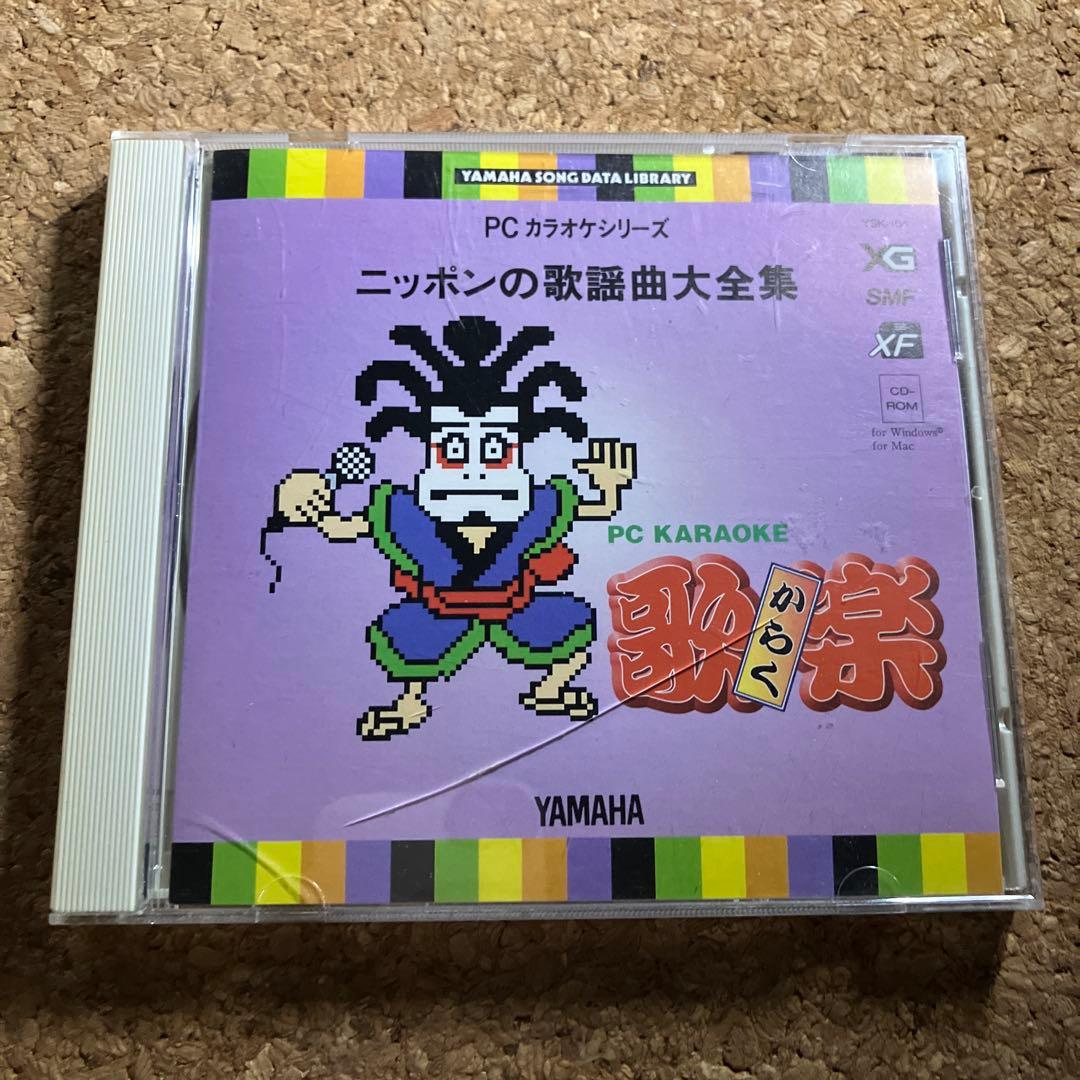 YAMAHA SONG DATA LIBRARY
PC カラオケシリーズ
ニッポンの歌謡曲大全集
XG
SMF
XF
CD-
ROM
for Windows®
for Mac
PC KARAOKE
歌楽
からく
YAMAHA